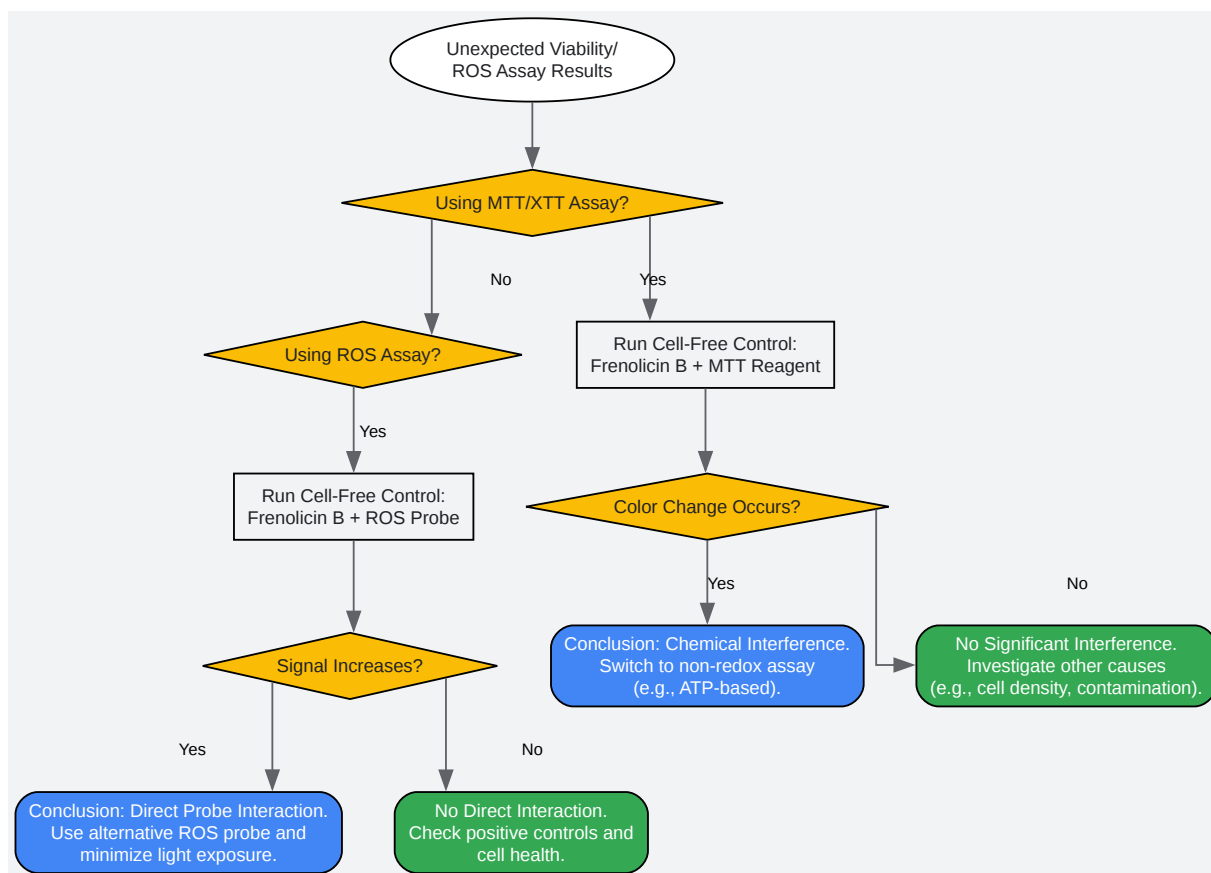 Unexpected Viability/
ROS Assay Results
Using MTT/XTT Assay?
No
Yes
Using ROS Assay?
Run Cell-Free Control:
Frenolicin B + MTT Reagent
Yes
Run Cell-Free Control:
Frenolicin B + ROS Probe
Color Change Occurs?
Yes
No
Signal Increases?
Conclusion: Chemical Interference.
Switch to non-redox assay
(e.g., ATP-based).
No Significant Interference.
Investigate other causes
(e.g., cell density, contamination).
Yes
No
Conclusion: Direct Probe Interaction.
Use alternative ROS probe and
minimize light exposure.
No Direct Interaction.
Check positive controls and
cell health.